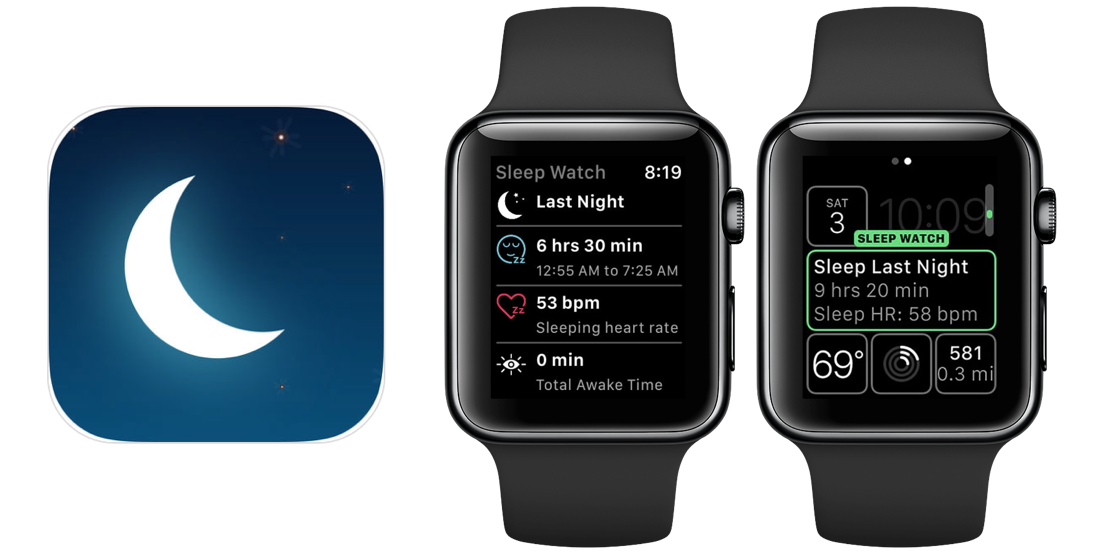 Sleep Watch 8:19
Last Night
6 hrs 30 min
12:55 AM to 7:25 AM
53 bpm
Sleeping heart rate
0 min
Total Awake Time
SAT
3
10:09
SLEEP WATCH
Sleep Last Night
9 hrs 20 min
Sleep HR: 58 bpm
69°
581
0.3 mi